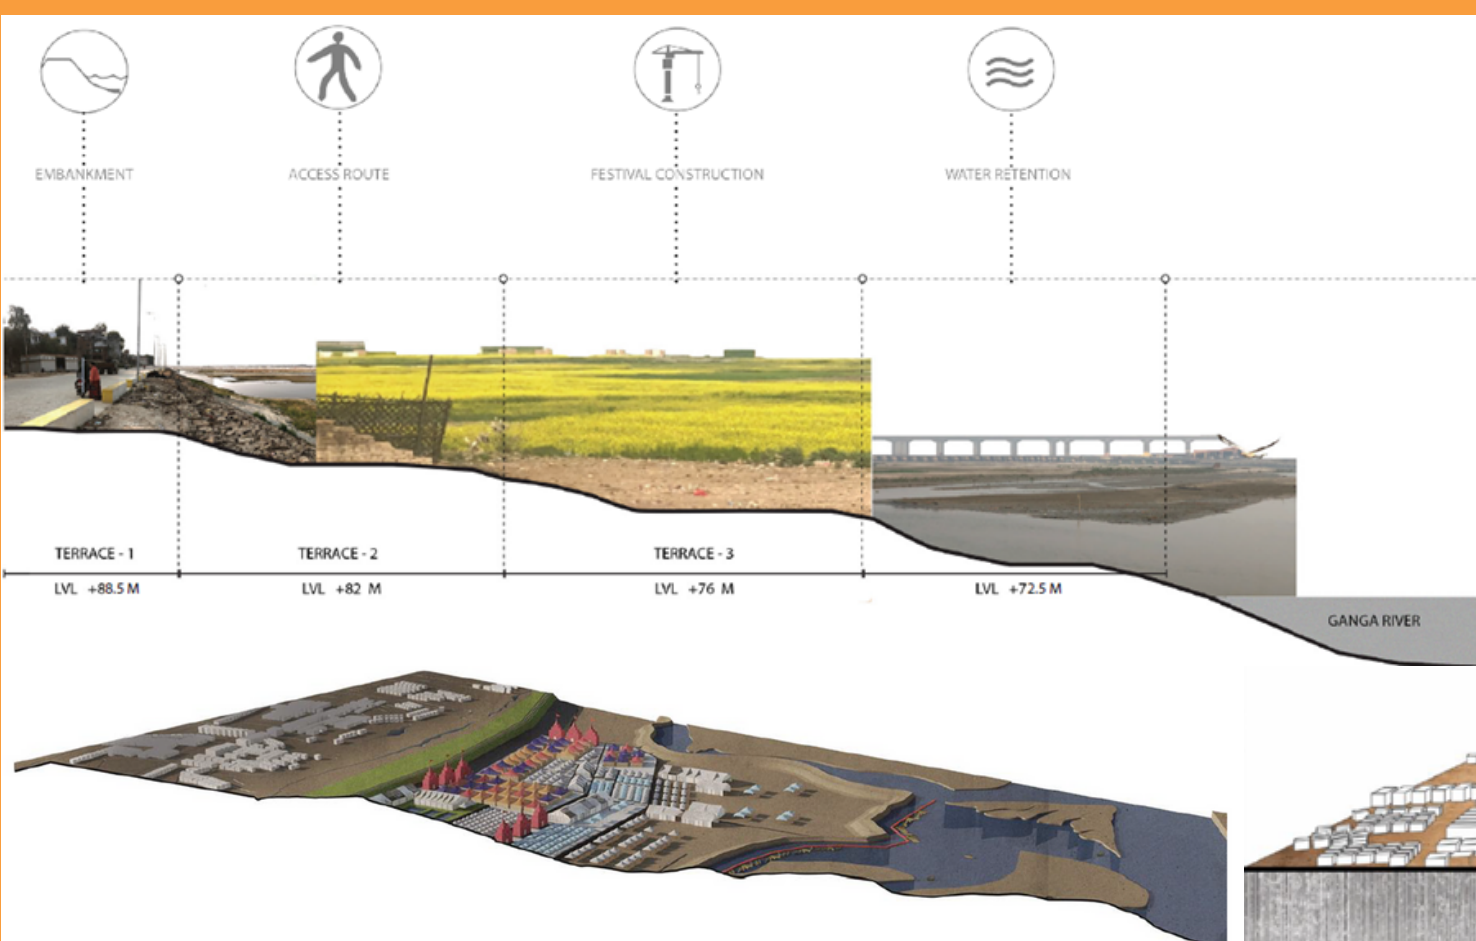 EMBANKMENT
ACCESS ROUTE
FESTIVAL CONSTRUCTION
WATER RETENTION
TERRACE - 1
TERRACE - 2
TERRACE - 3
LVL +88.5 M
LVL +82 M
LVL +76 M
LVL +72.5 M
GANGA RIVER